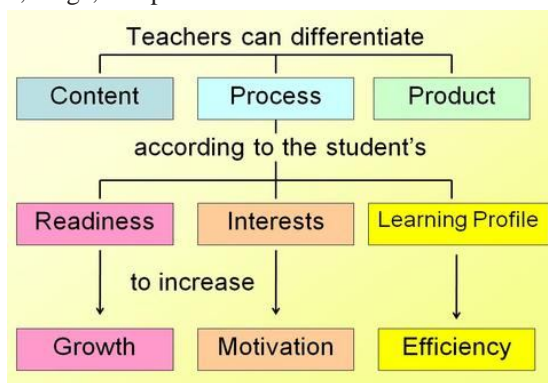 Teachers can differentiate
Content Process Product
according to the student's
Readiness Interests Learning Profile
to increase
Growth Motivation Efficiency